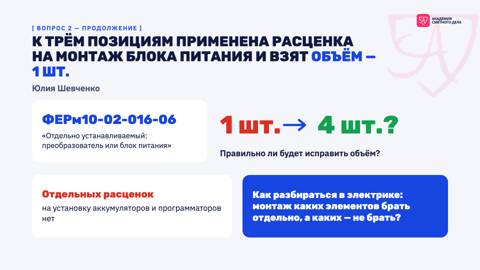 [ ВОПРОС 2 — ПРОДОЛЖЕНИЕ ]
АКАДЕМИЯ
СМЕТНОГО ДЕЛА
К ТРЁМ ПОЗИЦИЯМ ПРИМЕНЕНА РАСЦЕНКА
НА МОНТАЖ БЛОКА ПИТАНИЯ И ВЗЯТ ОБЪЁМ —
1 ШТ.
Юлия Шевченко
ФЕРм10-02-016-06
«Отдельно устанавливаемый:
преобразователь или блок питания»
1 шт. → 4 шт.?
Правильно ли будет исправить объём?
Отдельных расценок
на установку аккумуляторов и программаторов
нет
Как разбираться в электрике:
монтаж каких элементов брать
отдельно, а каких — не брать?